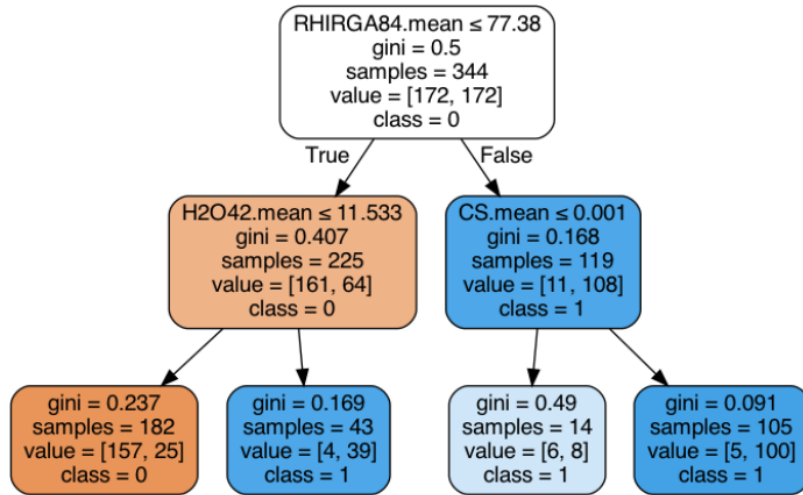 RHIRGA84.mean ≤ 77.38
gini = 0.5
samples = 344
value = [172, 172]
class = 0
True
False
H2O42.mean ≤ 11.533
gini = 0.407
samples = 225
value = [161, 64]
class = 0
CS.mean ≤ 0.001
gini = 0.168
samples = 119
value = [11, 108]
class = 1
gini = 0.237
samples = 182
value = [157, 25]
class = 0
gini = 0.169
samples = 43
value = [4, 39]
class = 1
gini = 0.49
samples = 14
value = [6, 8]
class = 1
gini = 0.091
samples = 105
value = [5, 100]
class = 1